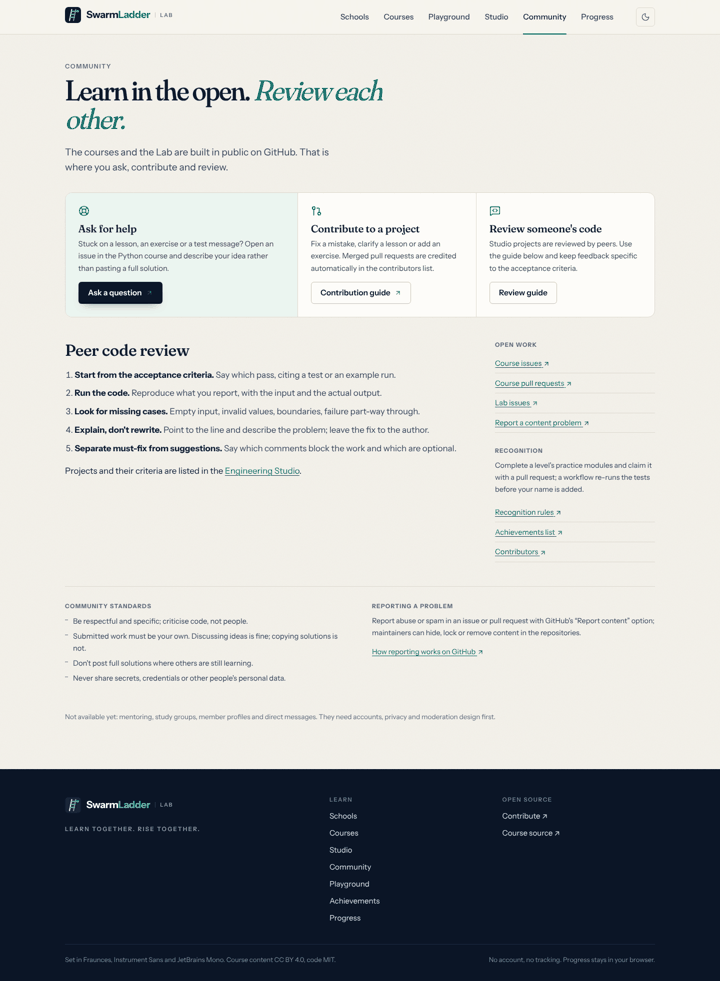 SwarmLadder | LAB
Schools Courses Playground Studio Community Progress
COMMUNITY
Learn in the open. Review each
other.
The courses and the Lab are built in public on GitHub. That is
where you ask, contribute and review.
Ask for help
Stuck on a lesson, an exercise or a test message? Open an
issue in the Python course and describe your idea rather
than pasting a full solution.
Ask a question ↗
Contribute to a project
Fix a mistake, clarify a lesson or add an
exercise. Merged pull requests are credited
automatically in the contributors list.
Contribution guide ↗
Review someone's code
Studio projects are reviewed by peers. Use
the guide below and keep feedback specific
to the acceptance criteria.
Review guide
Peer code review
1. Start from the acceptance criteria. Say which pass, citing a test or an example run.
2. Run the code. Reproduce what you report, with the input and the actual output.
3. Look for missing cases. Empty input, invalid values, boundaries, failure part-way through.
4. Explain, don't rewrite. Point to the line and describe the problem; leave the fix to the author.
5. Separate must-fix from suggestions. Say which comments block the work and which are optional.
Projects and their criteria are listed in the Engineering Studio.
OPEN WORK
Course issues ↗
Course pull requests ↗
Lab issues ↗
Report a content problem ↗
RECOGNITION
Complete a level's practice modules and claim it
with a pull request; a workflow re-runs the tests
before your name is added.
Recognition rules ↗
Achievements list ↗
Contributors ↗
COMMUNITY STANDARDS
– Be respectful and specific; criticise code, not people.
– Submitted work must be your own. Discussing ideas is fine; copying solutions is
not.
– Don't post full solutions where others are still learning.
– Never share secrets, credentials or other people's personal data.
REPORTING A PROBLEM
Report abuse or spam in an issue or pull request with GitHub's "Report content" option;
maintainers can hide, lock or remove content in the repositories.
How reporting works on GitHub ↗
Not available yet: mentoring, study groups, member profiles and direct messages. They need accounts, privacy and moderation design first.
SwarmLadder | LAB
LEARN TOGETHER. RISE TOGETHER.
LEARN
Schools
Courses
Studio
Community
Playground
Achievements
Progress
OPEN SOURCE
Contribute ↗
Course source ↗
Set in Fraunces, Instrument Sans and JetBrains Mono. Course content CC BY 4.0, code MIT.
No account, no tracking. Progress stays in your browser.